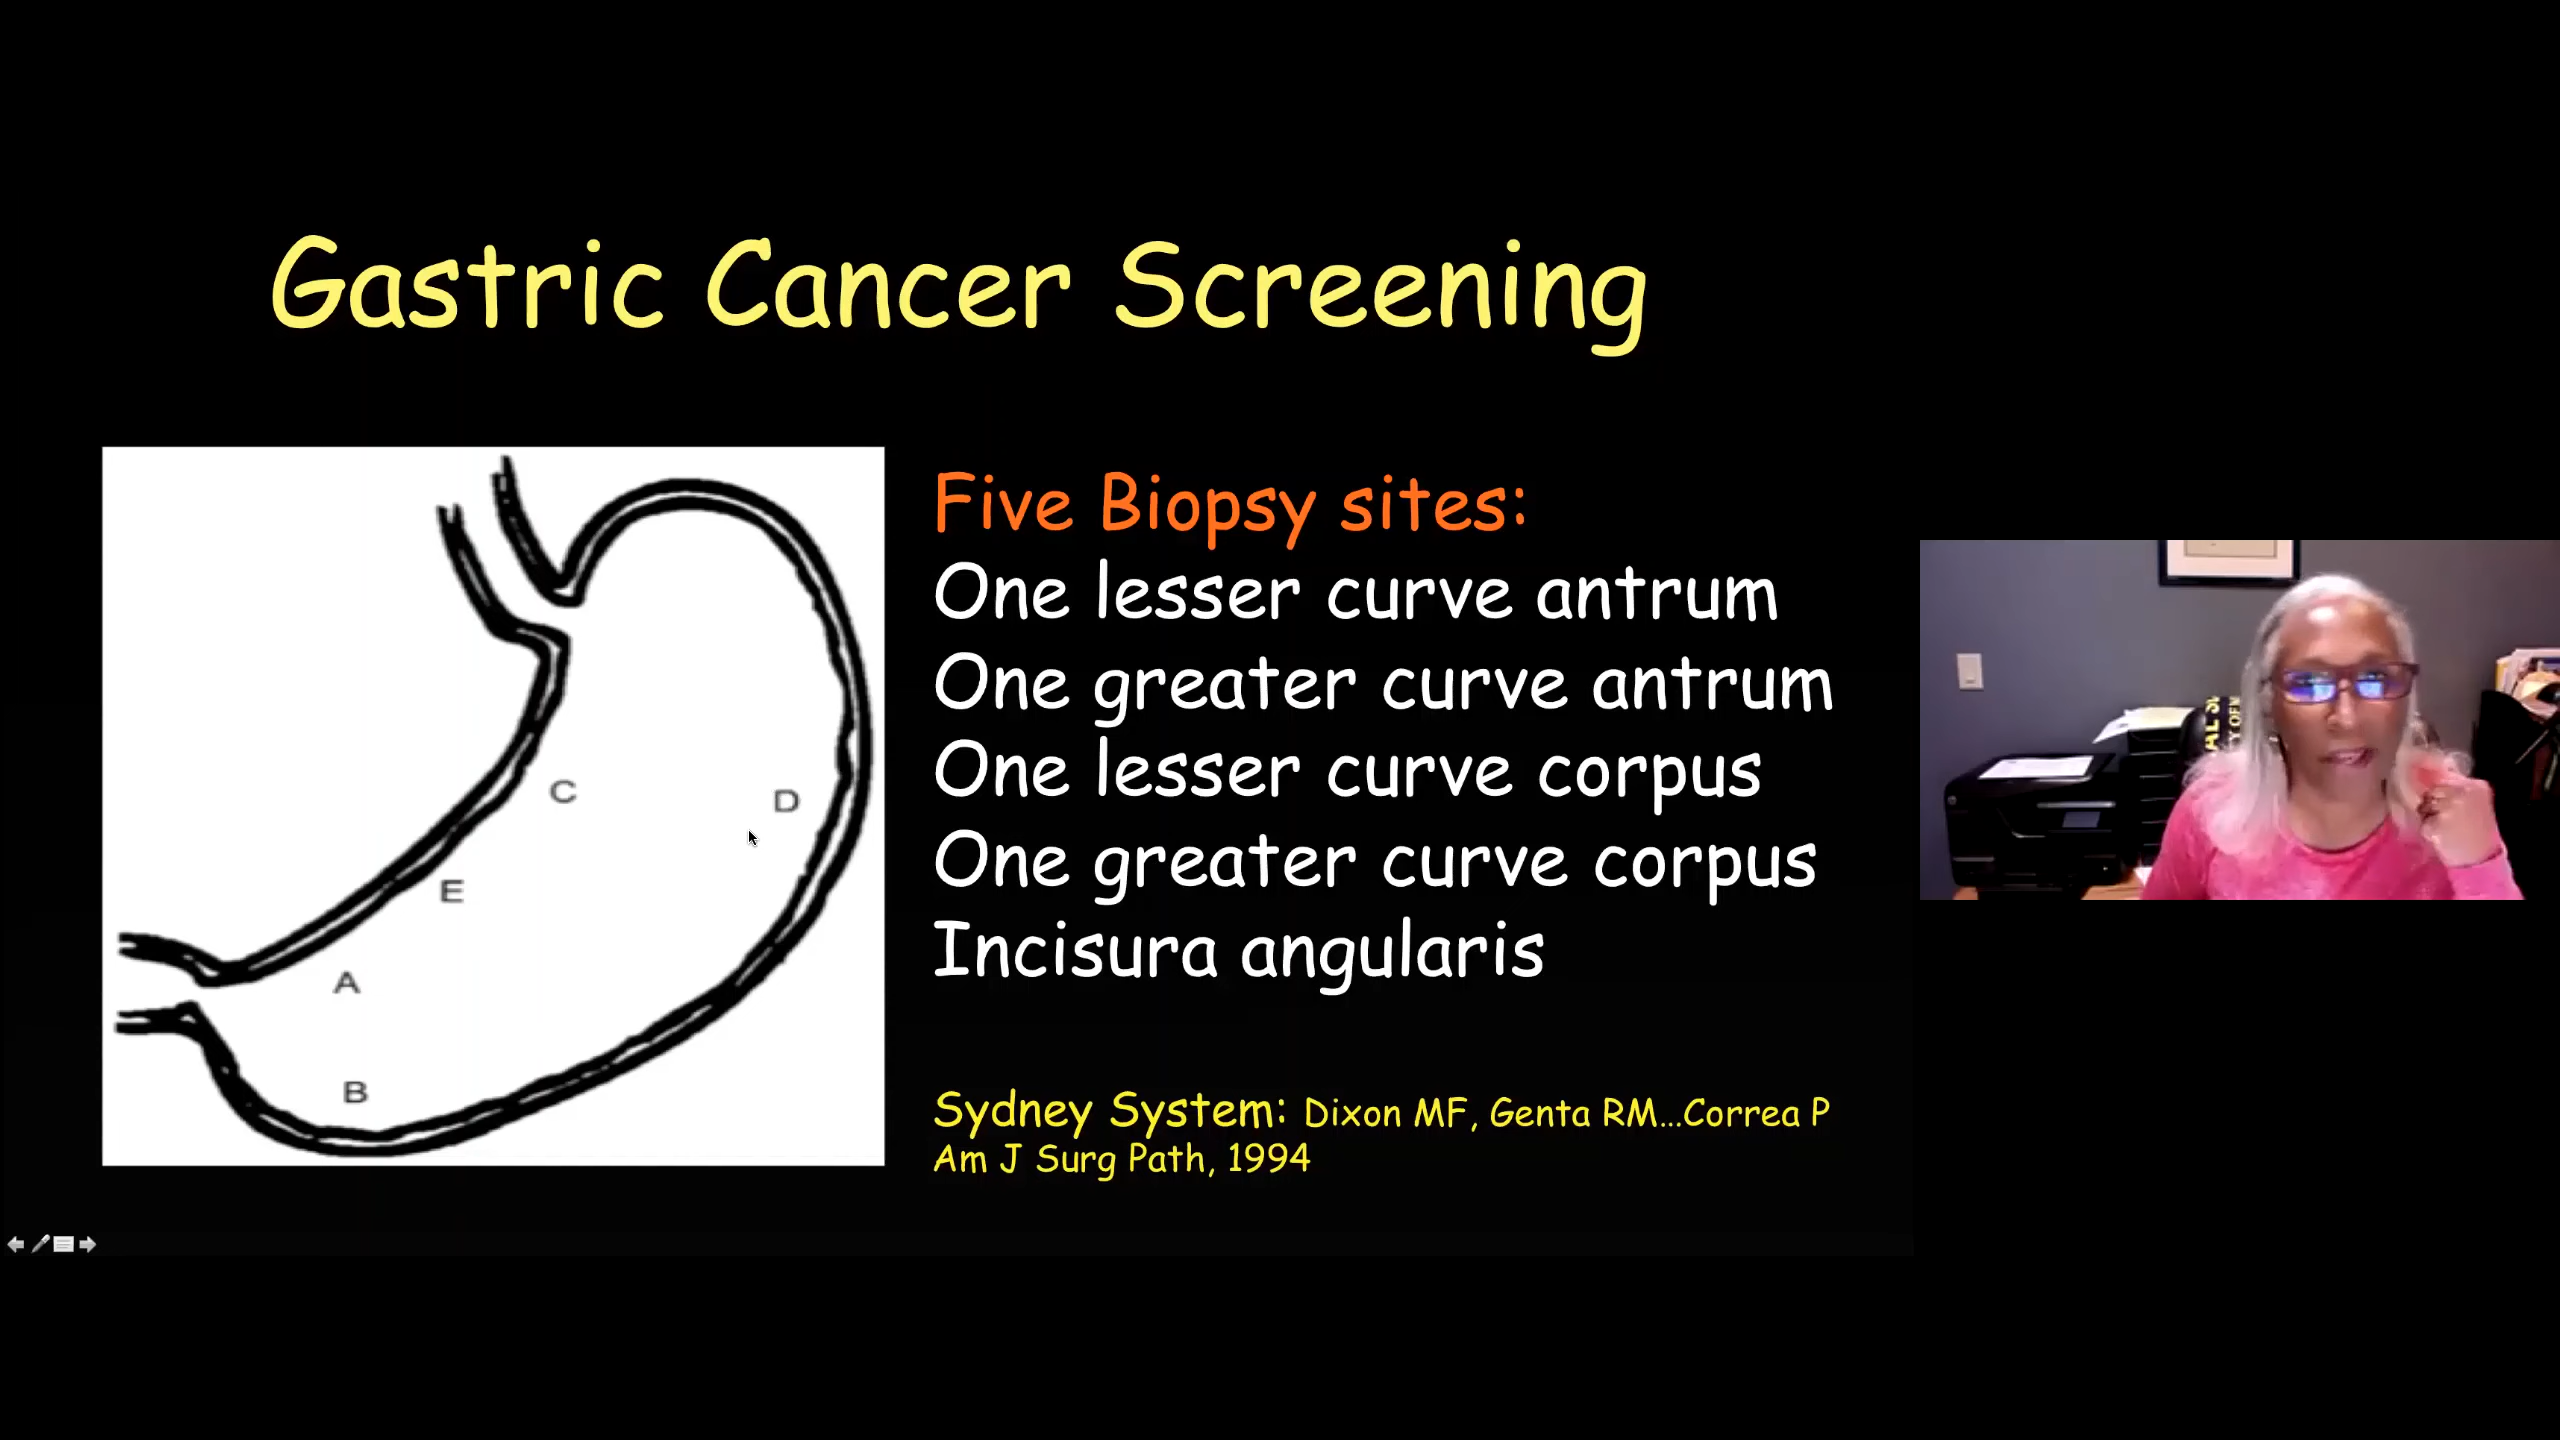 Gastric Cancer Screening
C
D
E
A
B
Five Biopsy sites:
One lesser curve antrum
One greater curve antrum
One lesser curve corpus
One greater curve corpus
Incisura angularis
Sydney System: Dixon MF, Genta RM...Correa P
Am J Surg Path, 1994